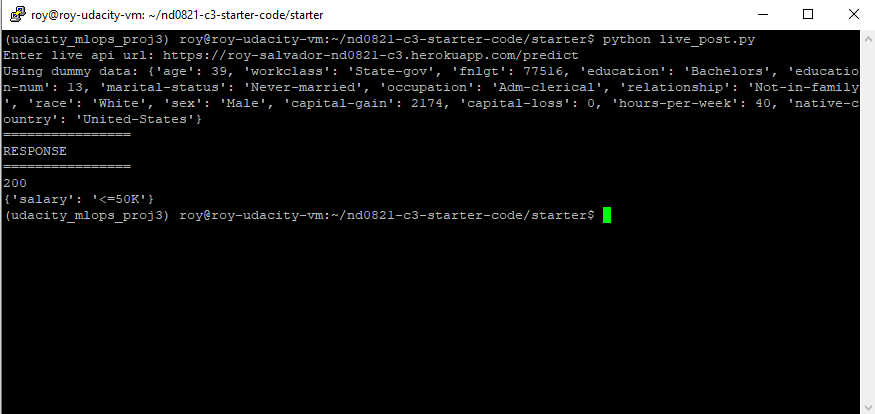 roy@roy-udacity-vm: ~/nd0821-c3-starter-code/starter
(udacity_mlops_proj3) roy@roy-udacity-vm:~/nd0821-c3-starter-code/starter$ python live_post.py
Enter live api url: https://roy-salvador-nd0821-c3.herokuapp.com/predict
Using dummy data: {'age': 39, 'workclass': 'State-gov', 'fnlgt': 77516, 'education': 'Bachelors', 'educatio
n-num': 13, 'marital-status': 'Never-married', 'occupation': 'Adm-clerical', 'relationship': 'Not-in-family
', 'race': 'White', 'sex': 'Male', 'capital-gain': 2174, 'capital-loss': 0, 'hours-per-week': 40, 'native-c
ountry': 'United-States'}
================
RESPONSE
================
200
{'salary': '<=50K'}
(udacity_mlops_proj3) roy@roy-udacity-vm:~/nd0821-c3-starter-code/starter$